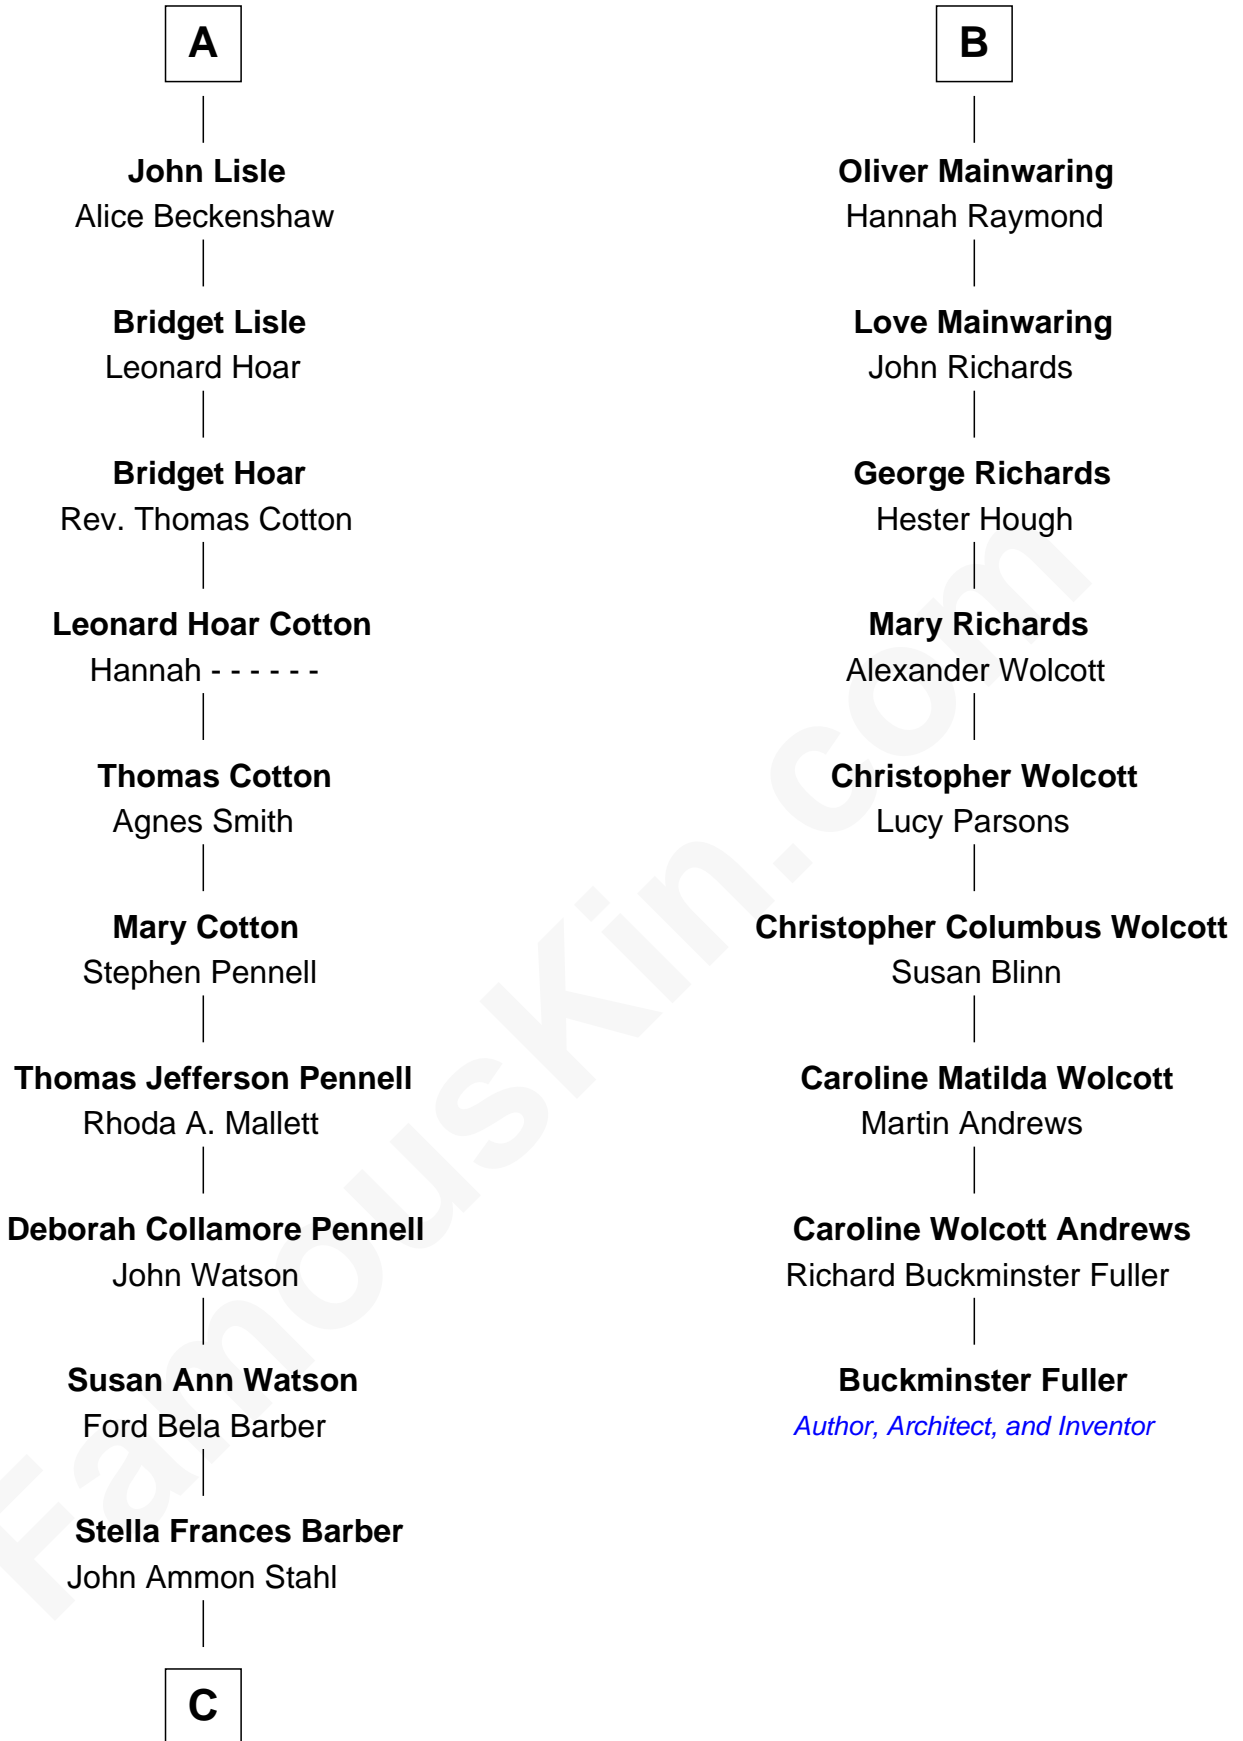 A
John Lisle
Alice Beckenshaw
Bridget Lisle
Leonard Hoar
Bridget Hoar
Rev. Thomas Cotton
Leonard Hoar Cotton
Hannah - - - - - -
Thomas Cotton
Agnes Smith
Mary Cotton
Stephen Pennell
Thomas Jefferson Pennell
Rhoda A. Mallett
Deborah Collamore Pennell
John Watson
Susan Ann Watson
Ford Bela Barber
Stella Frances Barber
John Ammon Stahl
C
B
Oliver Mainwaring
Hannah Raymond
Love Mainwaring
John Richards
George Richards
Hester Hough
Mary Richards
Alexander Wolcott
Christopher Wolcott
Lucy Parsons
Christopher Columbus Wolcott
Susan Blinn
Caroline Matilda Wolcott
Martin Andrews
Caroline Wolcott Andrews
Richard Buckminster Fuller
Buckminster Fuller
Author, Architect, and Inventor
FamousKin.com